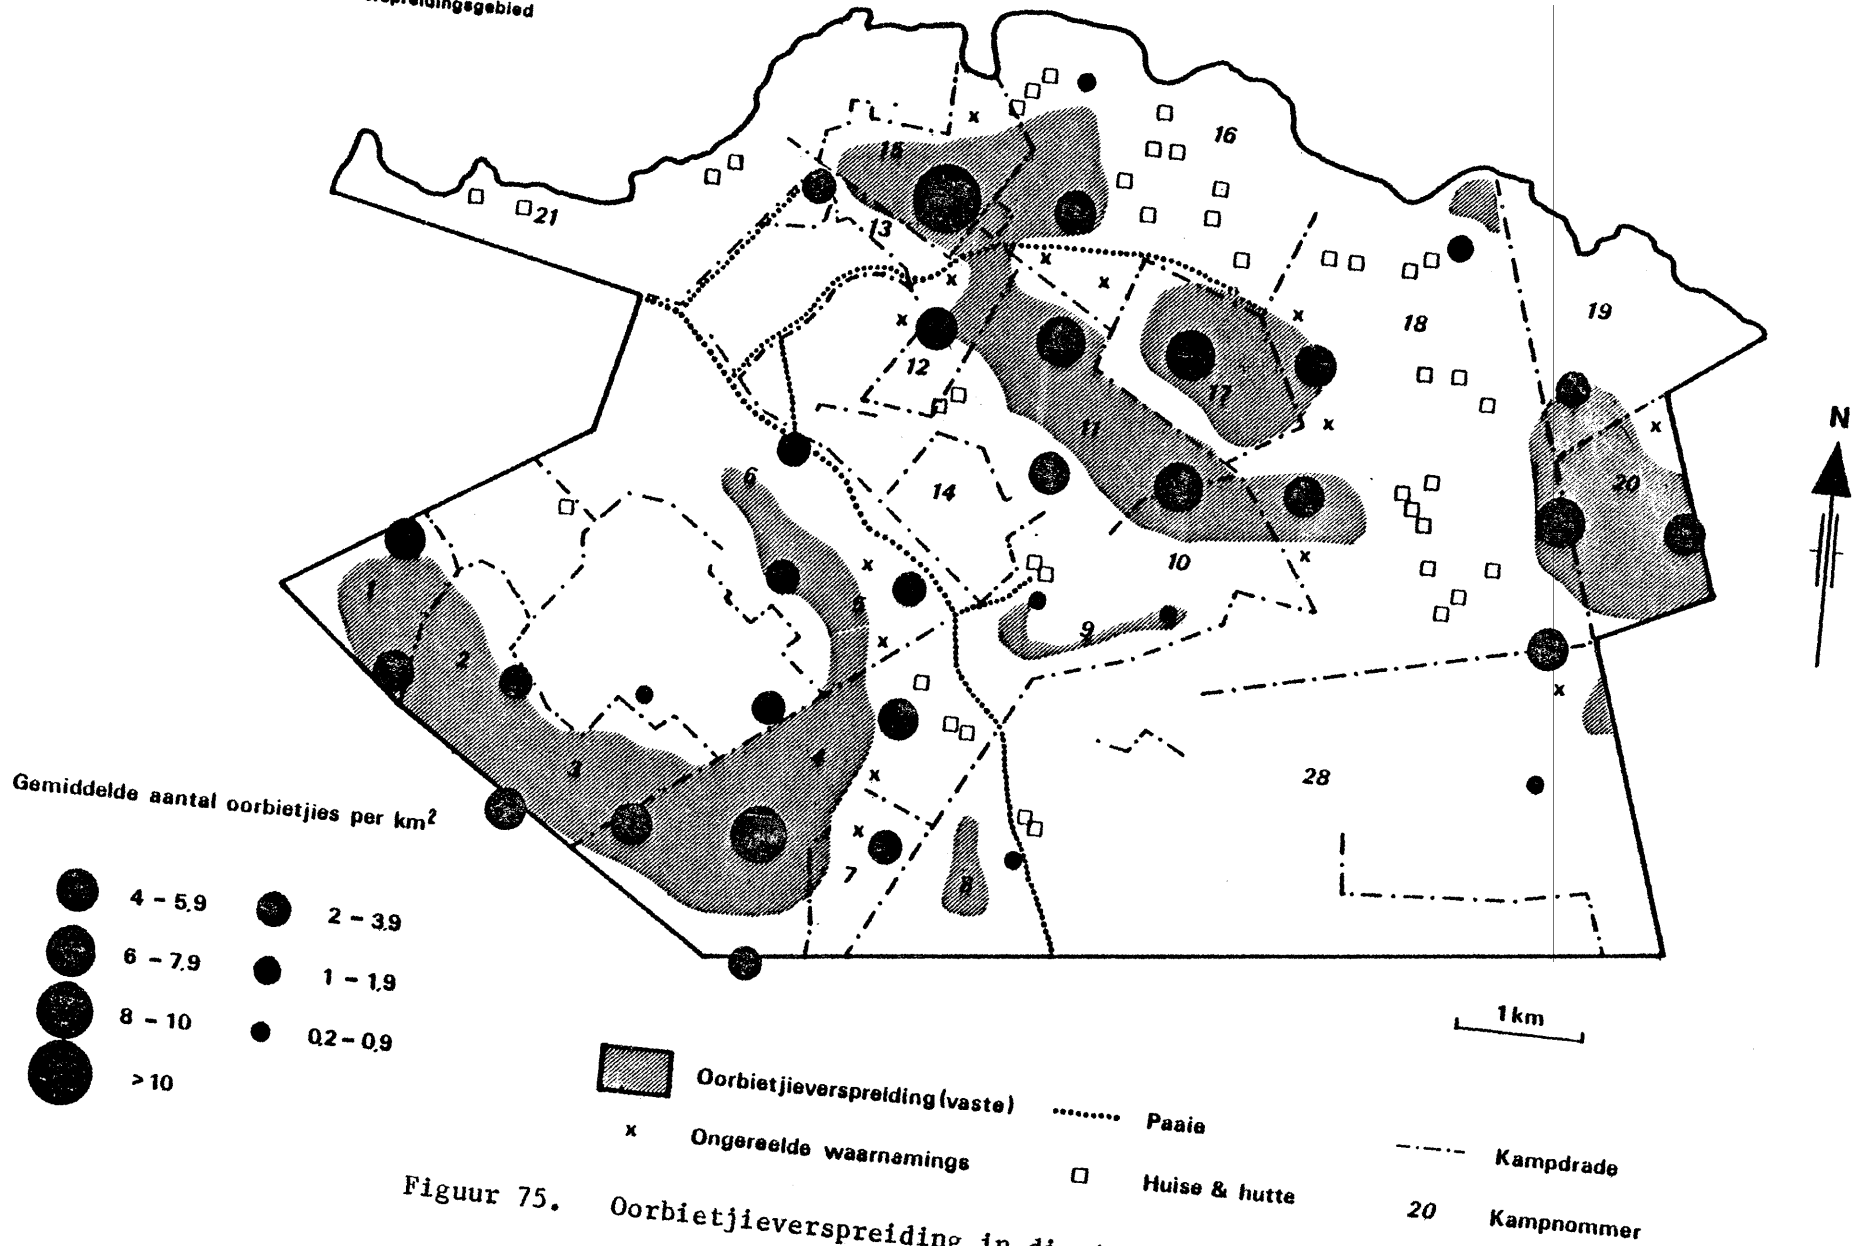 N
15
16
21
13
19
18
12
17
11
6
14
20
10
1
5
9
2
4
3
28
7
8
Gemiddelde aantal oorbietjies per km²
4 – 5,9
2 – 3,9
6 – 7,9
1 – 1,9
8 – 10
0,2 – 0,9
> 10
1 km
Oorbietjieverspreiding (vaste)
Paaie
Kampdrade
x Ongereelde waarnamings
Huise & hutte
20 Kampnommer
Figuur 75. Oorbietjieverspreiding in die